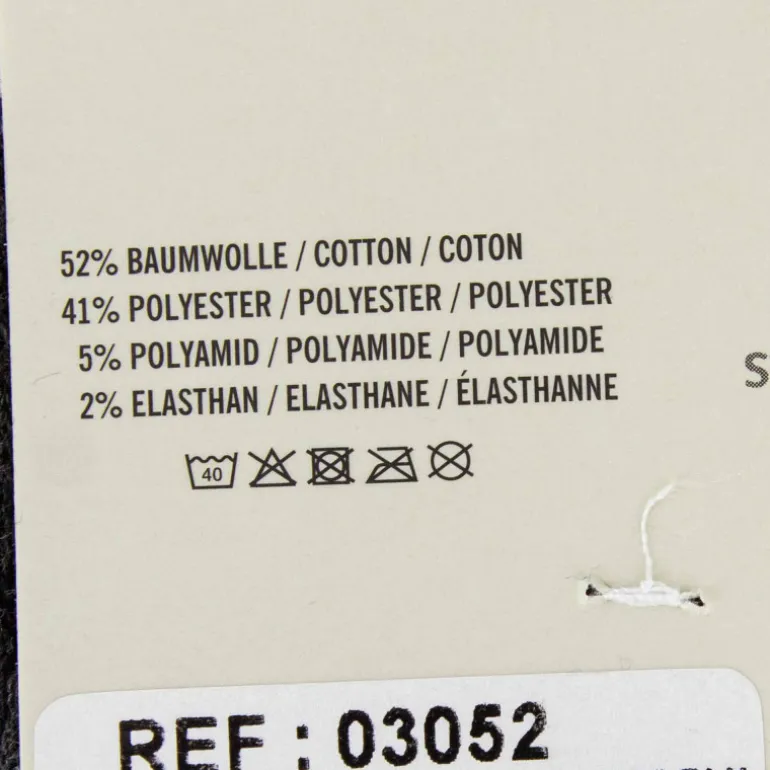 52% BAUMWOLLE / COTTON / COTON
41% POLYESTER / POLYESTER / POLYESTER
5% POLYAMID / POLYAMIDE / POLYAMIDE
S
2% ELASTHAN / ELASTHANE / ÉLASTHANNE
40
REF : 03052